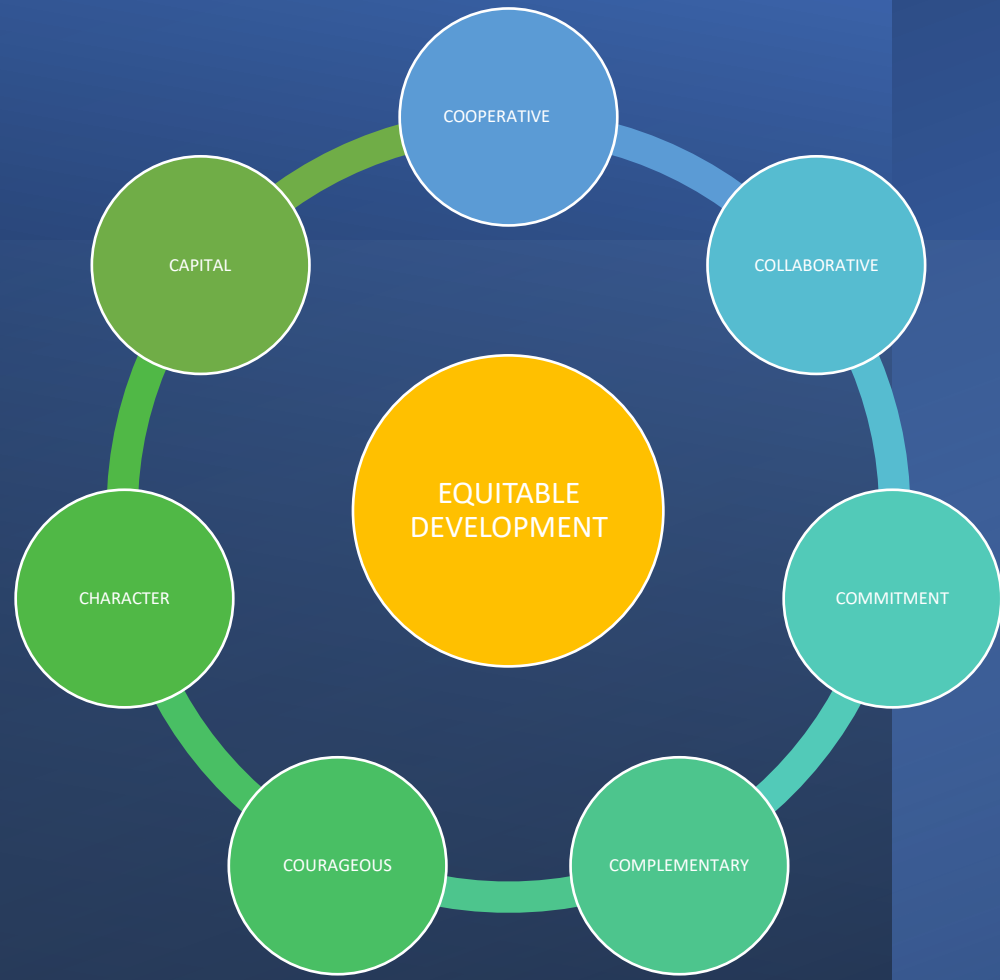 COOPERATIVE
COLLABORATIVE
COMMITMENT
COMPLEMENTARY
COURAGEOUS
CHARACTER
CAPITAL
EQUITABLE
DEVELOPMENT